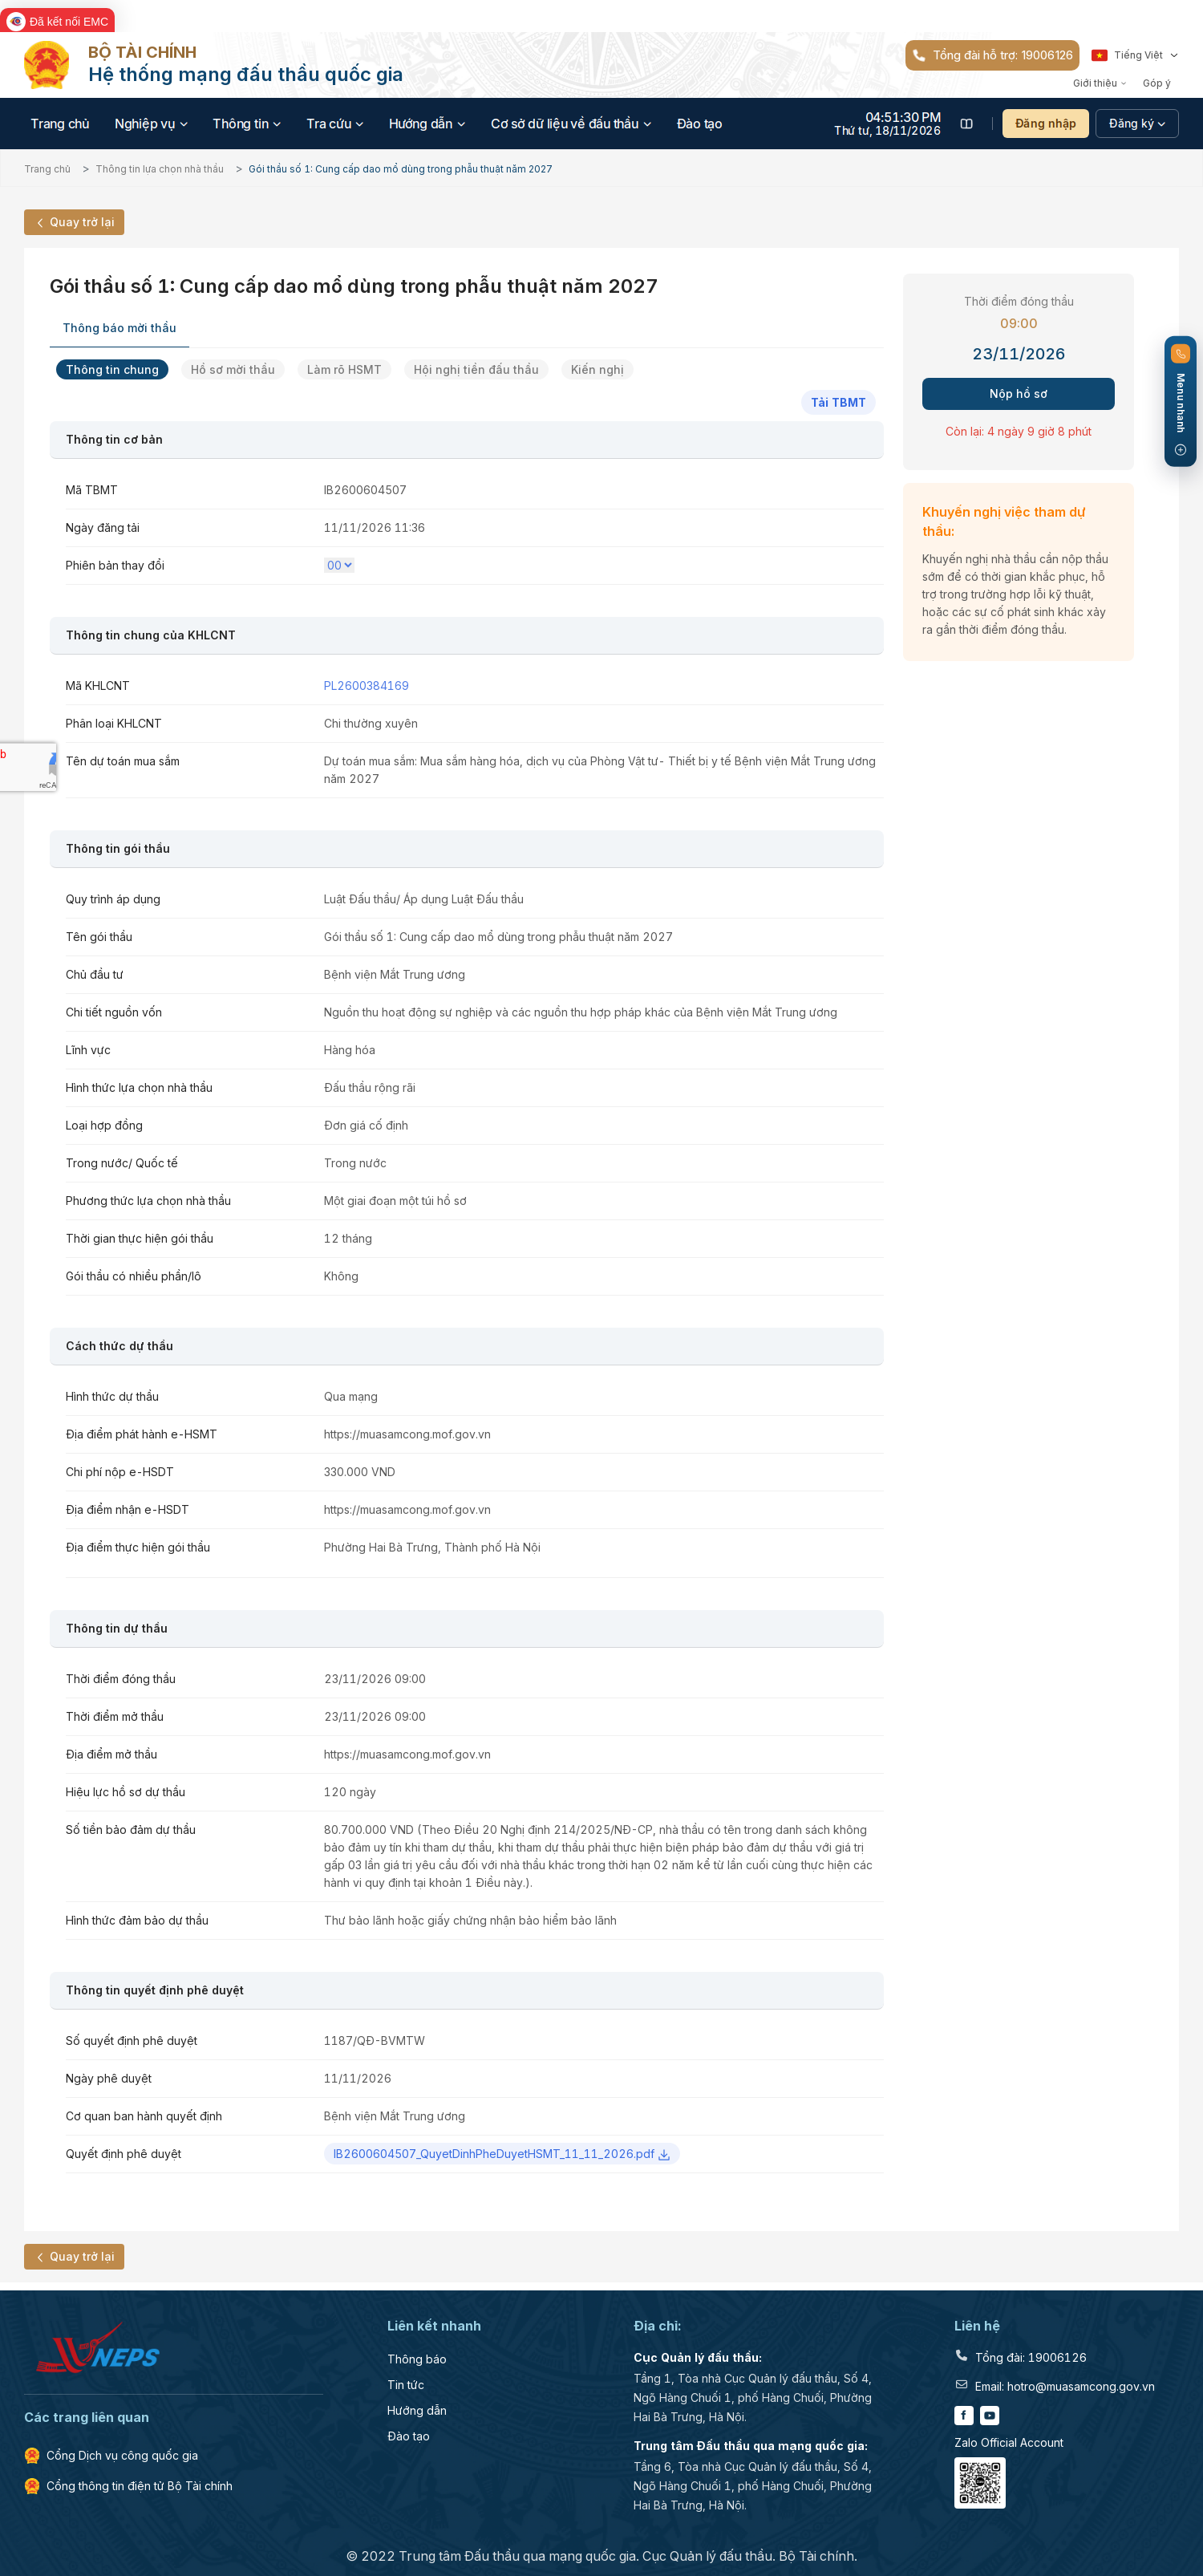 Đã kết nối EMC
BỘ TÀI CHÍNH
Hệ thống mạng đấu thầu quốc gia
Tổng đài hỗ trợ: 19006126
Tiếng Việt
Giới thiệu
Góp ý
Trang chủ
Nghiệp vụ
Thông tin
Tra cứu
Hướng dẫn
Cơ sở dữ liệu về đấu thầu
Đào tạo
04:51:30 PM
Thứ tư, 18/11/2026
Đăng nhập
Đăng ký
Trang chủ > Thông tin lựa chọn nhà thầu > Gói thầu số 1: Cung cấp dao mổ dùng trong phẫu thuật năm 2027
Quay trở lại
Gói thầu số 1: Cung cấp dao mổ dùng trong phẫu thuật năm 2027
Thông báo mời thầu
Thông tin chung
Hồ sơ mời thầu
Làm rõ HSMT
Hội nghị tiền đấu thầu
Kiến nghị
Tải TBMT
Thời điểm đóng thầu
09:00
23/11/2026
Nộp hồ sơ
Còn lại: 4 ngày 9 giờ 8 phút
Menu nhanh
Khuyến nghị việc tham dự
thầu:
Khuyến nghị nhà thầu cần nộp thầu
sớm để có thời gian khắc phục, hỗ
trợ trong trường hợp lỗi kỹ thuật,
hoặc các sự cố phát sinh khác xảy
ra gần thời điểm đóng thầu.
Thông tin cơ bản
Mã TBMT IB2600604507
Ngày đăng tải 11/11/2026 11:36
Phiên bản thay đổi 00
Thông tin chung của KHLCNT
Mã KHLCNT PL2600384169
Phân loại KHLCNT Chi thường xuyên
Tên dự toán mua sắm Dự toán mua sắm: Mua sắm hàng hóa, dịch vụ của Phòng Vật tư- Thiết bị y tế Bệnh viện Mắt Trung ương
năm 2027
b
reCA
Thông tin gói thầu
Quy trình áp dụng Luật Đấu thầu/ Áp dụng Luật Đấu thầu
Tên gói thầu Gói thầu số 1: Cung cấp dao mổ dùng trong phẫu thuật năm 2027
Chủ đầu tư Bệnh viện Mắt Trung ương
Chi tiết nguồn vốn Nguồn thu hoạt động sự nghiệp và các nguồn thu hợp pháp khác của Bệnh viện Mắt Trung ương
Lĩnh vực Hàng hóa
Hình thức lựa chọn nhà thầu Đấu thầu rộng rãi
Loại hợp đồng Đơn giá cố định
Trong nước/ Quốc tế Trong nước
Phương thức lựa chọn nhà thầu Một giai đoạn một túi hồ sơ
Thời gian thực hiện gói thầu 12 tháng
Gói thầu có nhiều phần/lô Không
Cách thức dự thầu
Hình thức dự thầu Qua mạng
Địa điểm phát hành e-HSMT https://muasamcong.mof.gov.vn
Chi phí nộp e-HSDT 330.000 VND
Địa điểm nhận e-HSDT https://muasamcong.mof.gov.vn
Địa điểm thực hiện gói thầu Phường Hai Bà Trưng, Thành phố Hà Nội
Thông tin dự thầu
Thời điểm đóng thầu 23/11/2026 09:00
Thời điểm mở thầu 23/11/2026 09:00
Địa điểm mở thầu https://muasamcong.mof.gov.vn
Hiệu lực hồ sơ dự thầu 120 ngày
Số tiền bảo đảm dự thầu 80.700.000 VND (Theo Điều 20 Nghị định 214/2025/NĐ-CP, nhà thầu có tên trong danh sách không
bảo đảm uy tín khi tham dự thầu, khi tham dự thầu phải thực hiện biện pháp bảo đảm dự thầu với giá trị
gấp 03 lần giá trị yêu cầu đối với nhà thầu khác trong thời hạn 02 năm kể từ lần cuối cùng thực hiện các
hành vi quy định tại khoản 1 Điều này.).
Hình thức đảm bảo dự thầu Thư bảo lãnh hoặc giấy chứng nhận bảo hiểm bảo lãnh
Thông tin quyết định phê duyệt
Số quyết định phê duyệt 1187/QĐ-BVMTW
Ngày phê duyệt 11/11/2026
Cơ quan ban hành quyết định Bệnh viện Mắt Trung ương
Quyết định phê duyệt IB2600604507_QuyetDinhPheDuyetHSMT_11_11_2026.pdf
Quay trở lại
VNEPS
Các trang liên quan
Cổng Dịch vụ công quốc gia
Cổng thông tin điện tử Bộ Tài chính
Liên kết nhanh
Thông báo
Tin tức
Hướng dẫn
Đào tạo
Địa chỉ:
Cục Quản lý đấu thầu:
Tầng 1, Tòa nhà Cục Quản lý đấu thầu, Số 4,
Ngõ Hàng Chuối 1, phố Hàng Chuối, Phường
Hai Bà Trưng, Hà Nội.
Trung tâm Đấu thầu qua mạng quốc gia:
Tầng 6, Tòa nhà Cục Quản lý đấu thầu, Số 4,
Ngõ Hàng Chuối 1, phố Hàng Chuối, Phường
Hai Bà Trưng, Hà Nội.
Liên hệ
Tổng đài: 19006126
Email: hotro@muasamcong.gov.vn
Zalo Official Account
© 2022 Trung tâm Đấu thầu qua mạng quốc gia. Cục Quản lý đấu thầu. Bộ Tài chính.